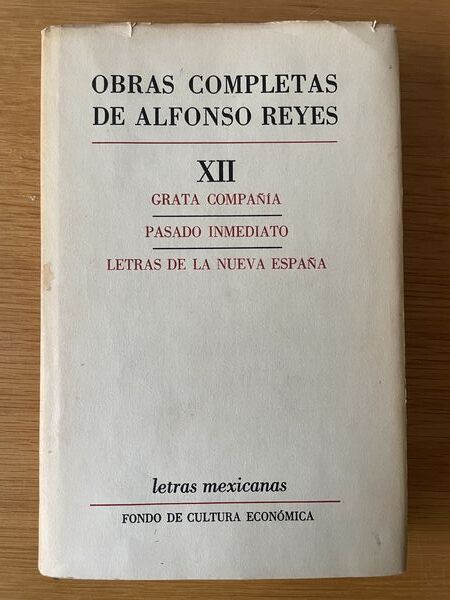 OBRAS COMPLETAS
DE ALFONSO REYES
XII
GRATA COMPAÑÍA
PASADO INMEDIATO
LETRAS DE LA NUEVA ESPAÑA
letras mexicanas
FONDO DE CULTURA ECONÓMICA